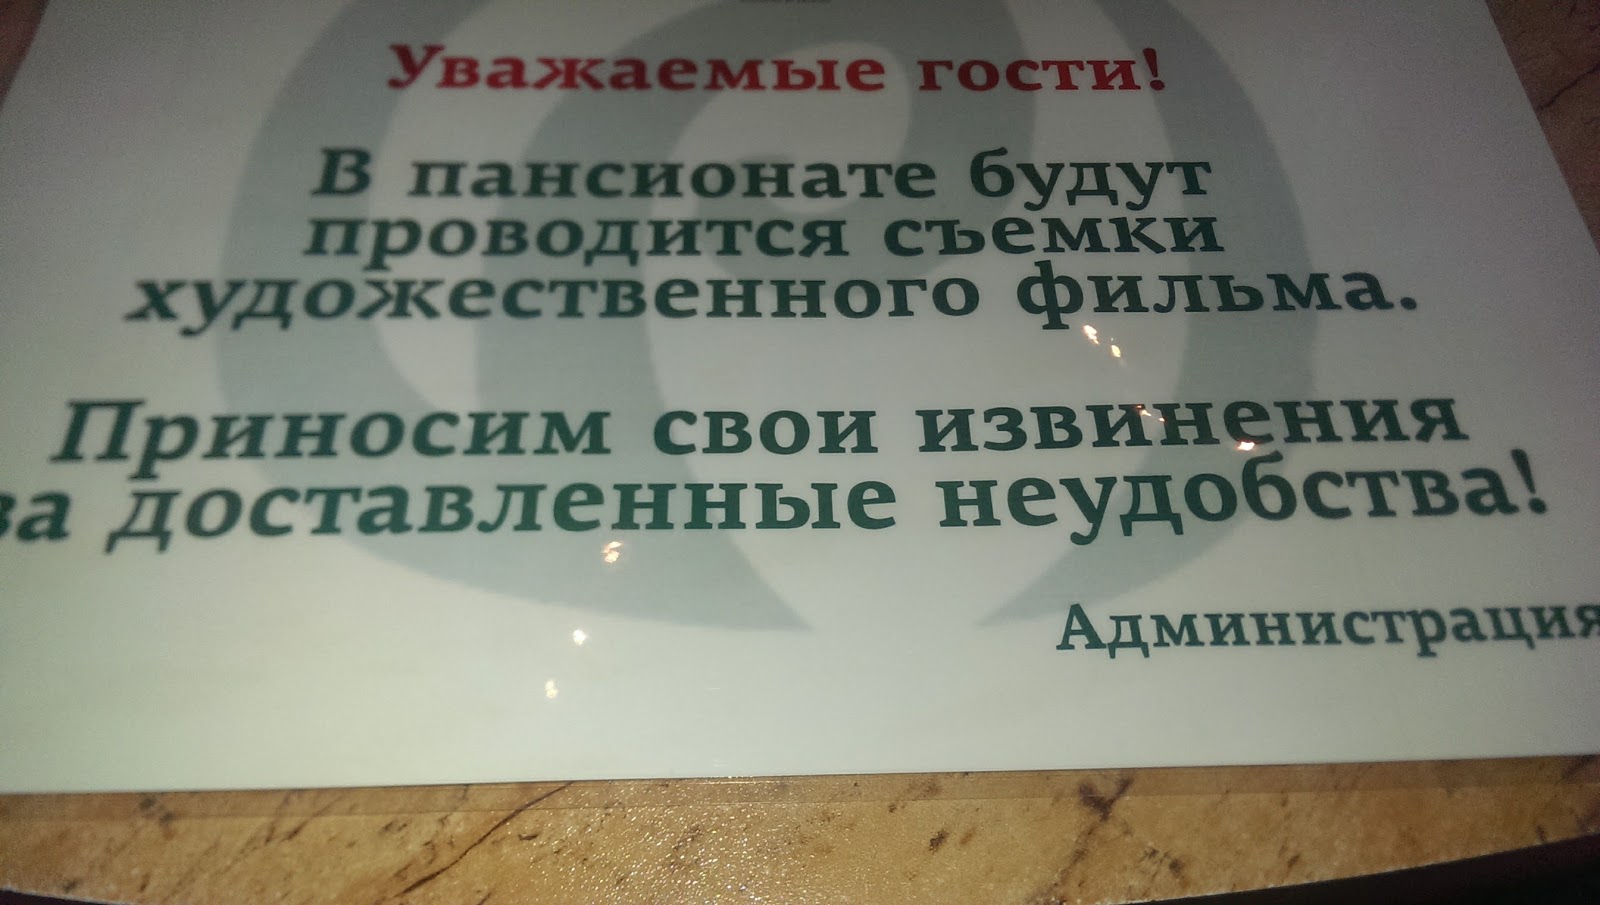 Уважаемые гости!
В пансионате будут
проводится съемки
художественного фильма.
Приносим свои извинения
за доставленные неудобства!
Администрация